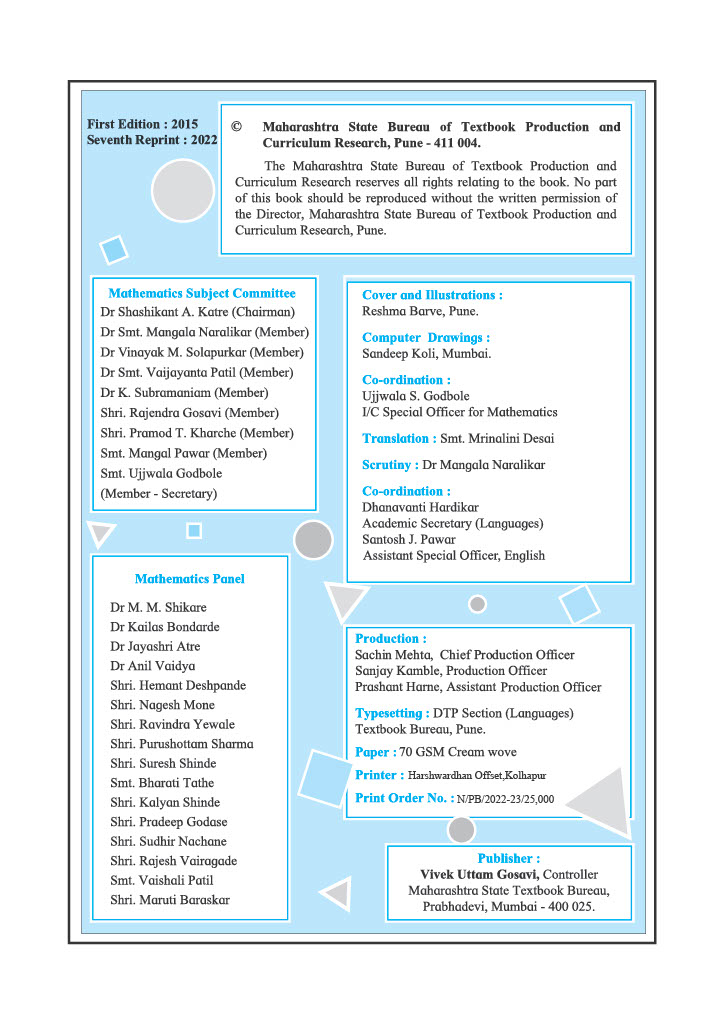 First Edition : 2015
Seventh Reprint : 2022
© Maharashtra State Bureau of Textbook Production and
Curriculum Research, Pune - 411 004.
The Maharashtra State Bureau of Textbook Production and
Curriculum Research reserves all rights relating to the book. No part
of this book should be reproduced without the written permission of
the Director, Maharashtra State Bureau of Textbook Production and
Curriculum Research, Pune.
Mathematics Subject Committee
Dr Shashikant A. Katre (Chairman)
Dr Smt. Mangala Naralikar (Member)
Dr Vinayak M. Solapurkar (Member)
Dr Smt. Vaijayanta Patil (Member)
Dr K. Subramaniam (Member)
Shri. Rajendra Gosavi (Member)
Shri. Pramod T. Kharche (Member)
Smt. Mangal Pawar (Member)
Smt. Ujjwala Godbole
(Member - Secretary)
Mathematics Panel
Dr M. M. Shikare
Dr Kailas Bondarde
Dr Jayashri Atre
Dr Anil Vaidya
Shri. Hemant Deshpande
Shri. Nagesh Mone
Shri. Ravindra Yewale
Shri. Purushottam Sharma
Shri. Suresh Shinde
Smt. Bharati Tathe
Shri. Kalyan Shinde
Shri. Pradeep Godase
Shri. Sudhir Nachane
Shri. Rajesh Vairagade
Smt. Vaishali Patil
Shri. Maruti Baraskar
Cover and Illustrations :
Reshma Barve, Pune.
Computer Drawings :
Sandeep Koli, Mumbai.
Co-ordination :
Ujjwala S. Godbole
I/C Special Officer for Mathematics
Translation : Smt. Mrinalini Desai
Scrutiny : Dr Mangala Naralikar
Co-ordination :
Dhanavanti Hardikar
Academic Secretary (Languages)
Santosh J. Pawar
Assistant Special Officer, English
Production :
Sachin Mehta, Chief Production Officer
Sanjay Kamble, Production Officer
Prashant Harne, Assistant Production Officer
Typesetting : DTP Section (Languages)
Textbook Bureau, Pune.
Paper : 70 GSM Cream wove
Printer : Harshwardhan Offset,Kolhapur
Print Order No. : N/PB/2022-23/25,000
Publisher :
Vivek Uttam Gosavi, Controller
Maharashtra State Textbook Bureau,
Prabhadevi, Mumbai - 400 025.